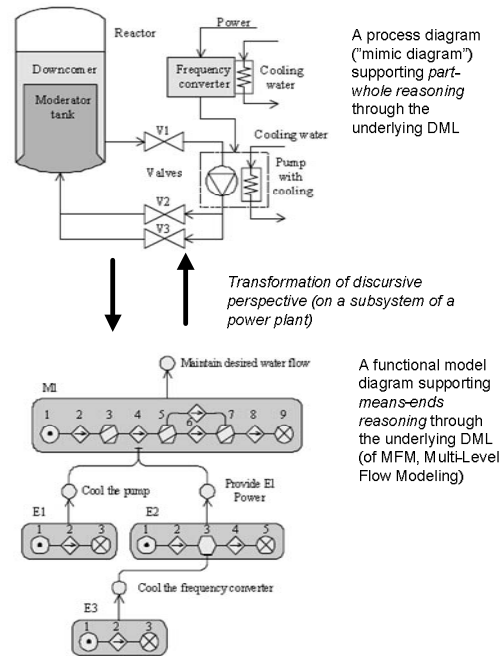 Reactor
Power
Downcomer
Frequency
converter
Cooling
water
Moderator
tank
V1
Cooling water
Valves
Pump
with
cooling
V2
V3
A process diagram
("mimic diagram")
supporting part-
whole reasoning
through the
underlying DML
Transformation of discursive
perspective (on a subsystem of a
power plant)
Maintain desired water flow
M1
1 2 3 4 5 6 7 8 9
Cool the pump
Provide El
Power
E1
1 2 3
E2
1 2 3 4 5
Cool the frequency converter
E3
1 2 3
A functional model
diagram supporting
means-ends
reasoning through
the underlying DML
(of MFM, Multi-Level
Flow Modeling)